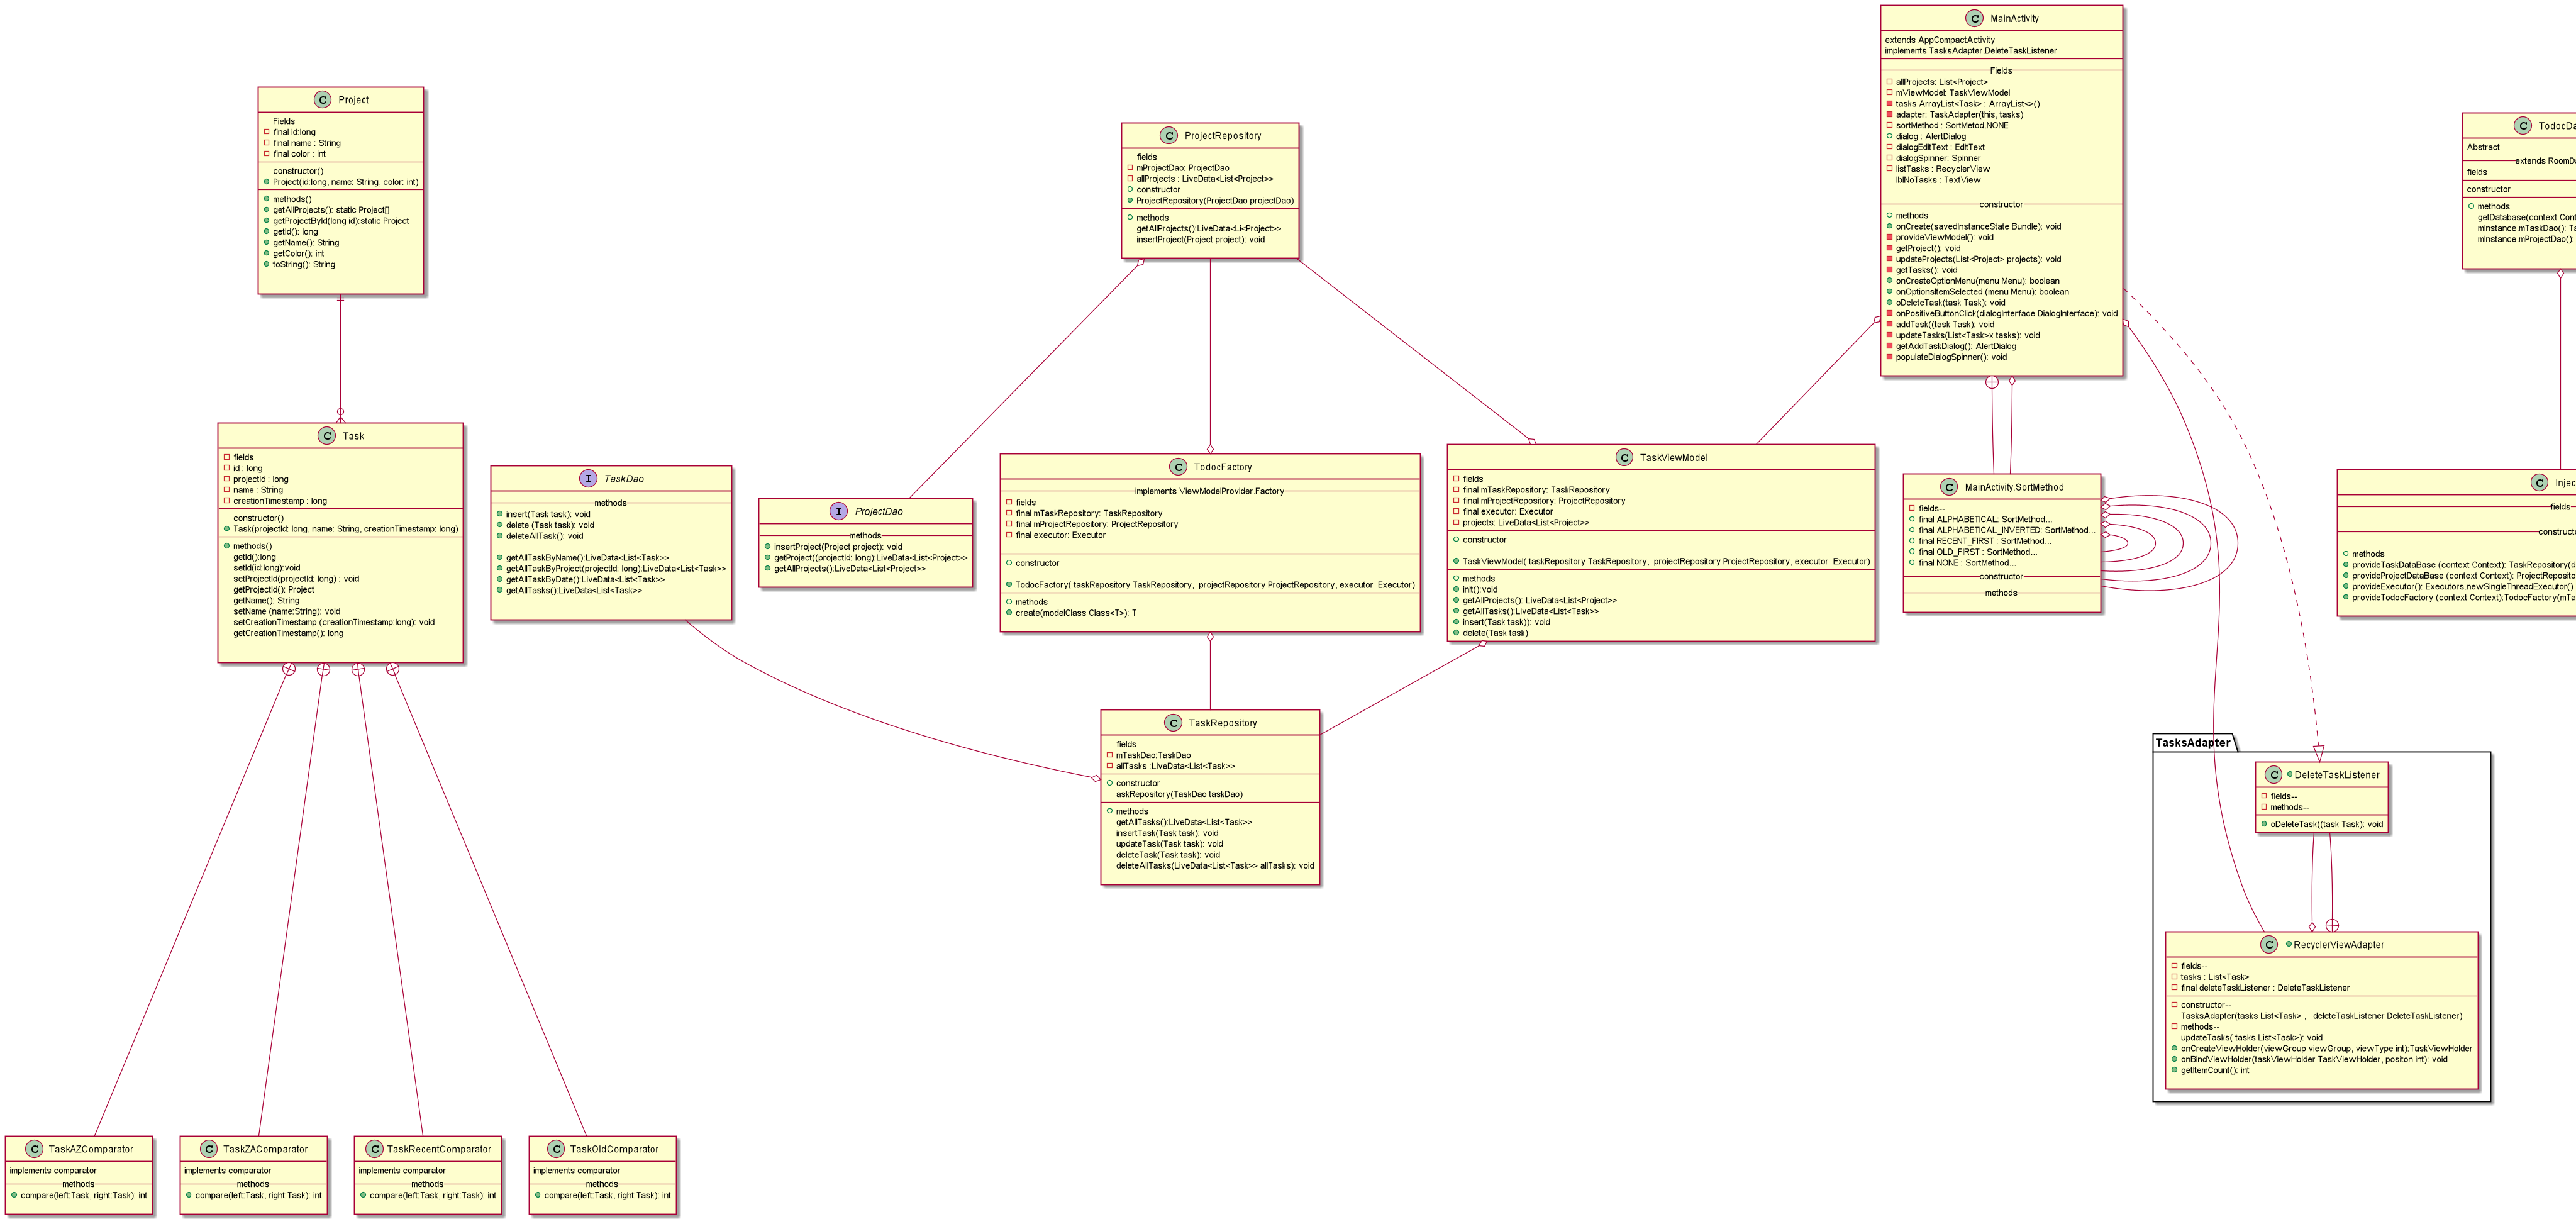 Project
Fields
final id:long
final name : String
final color : int
constructor()
Project(id:long, name: String, color: int)
methods()
getAllProjects(): static Project[]
getProjectById(long id):static Project
getId(): long
getName(): String
getColor(): int
toString(): String
Task
fields
id : long
projectId : long
name : String
creationTimestamp : long
constructor()
Task(projectId: long, name: String, creationTimestamp: long)
methods()
getId():long
setId(id:long):void
setProjectId(projectId: long) : void
getProjectId(): Project
getName(): String
setName (name:String): void
setCreationTimestamp (creationTimestamp:long): void
getCreationTimestamp(): long
TaskAZComparator
implements comparator
methods
compare(left:Task, right:Task): int
TaskZAComparator
implements comparator
methods
compare(left:Task, right:Task): int
TaskRecentComparator
implements comparator
methods
compare(left:Task, right:Task): int
TaskOldComparator
implements comparator
methods
compare(left:Task, right:Task): int
TaskDao
methods
insert(Task task): void
delete (Task task): void
deleteAllTask(): void
getAllTaskByName():LiveData<List<Task>>
getAllTaskByProject(projectId: long):LiveData<List<Task>>
getAllTaskByDate():LiveData<List<Task>>
getAllTasks():LiveData<List<Task>>
ProjectDao
methods
insertProject(Project project): void
getProject((projectId: long):LiveData<List<Project>>
getAllProjects():LiveData<List<Project>>
ProjectRepository
fields
mProjectDao: ProjectDao
allProjects : LiveData<List<Project>>
constructor
ProjectRepository(ProjectDao projectDao)
methods
getAllProjects():LiveData<Li<Project>>
insertProject(Project project): void
TodocFactory
implements ViewModelProvider.Factory
fields
final mTaskRepository: TaskRepository
final mProjectRepository: ProjectRepository
final executor: Executor
constructor
TodocFactory( taskRepository TaskRepository, projectRepository ProjectRepository, executor Executor)
methods
create(modelClass Class<T>): T
TaskViewModel
fields
final mTaskRepository: TaskRepository
final mProjectRepository: ProjectRepository
final executor: Executor
projects: LiveData<List<Project>>
constructor
TaskViewModel( taskRepository TaskRepository, projectRepository ProjectRepository, executor Executor)
methods
init():void
getAllProjects(): LiveData<List<Project>>
getAllTasks():LiveData<List<Task>>
insert(Task task)): void
delete(Task task)
TaskRepository
fields
mTaskDao:TaskDao
allTasks :LiveData<List<Task>>
constructor
askRepository(TaskDao taskDao)
methods
getAllTasks():LiveData<List<Task>>
insertTask(Task task): void
updateTask(Task task): void
deleteTask(Task task): void
deleteAllTasks(LiveData<List<Task>> allTasks): void
MainActivity
extends AppCompactActivity
implements TasksAdapter.DeleteTaskListener
Fields
allProjects: List<Project>
mViewModel: TaskViewModel
tasks ArrayList<Task> : ArrayList<>()
adapter: TaskAdapter(this, tasks)
sortMethod : SortMetod.NONE
dialog : AlertDialog
dialogEditText : EditText
dialogSpinner: Spinner
listTasks : RecyclerView
lblNoTasks : TextView
constructor
methods
onCreate(savedInstanceState Bundle): void
provideViewModel(): void
getProject(): void
updateProjects(List<Project> projects): void
getTasks(): void
onCreateOptionMenu(menu Menu): boolean
onOptionsItemSelected (menu Menu): boolean
oDeleteTask(task Task): void
onPositiveButtonClick(dialogInterface DialogInterface): void
addTask((task Task): void
updateTasks(List<Task>x tasks): void
getAddTaskDialog(): AlertDialog
populateDialogSpinner(): void
MainActivity.SortMethod
fields--
final ALPHABETICAL: SortMethod...
final ALPHABETICAL_INVERTED: SortMethod...
final RECENT_FIRST : SortMethod...
final OLD_FIRST : SortMethod...
final NONE : SortMethod...
constructor
methods
TasksAdapter
DeleteTaskListener
fields--
methods--
oDeleteTask((task Task): void
RecyclerViewAdapter
fields--
tasks : List<Task>
final deleteTaskListener : DeleteTaskListener
constructor--
TasksAdapter(tasks List<Task> , deleteTaskListener DeleteTaskListener)
methods--
updateTasks( tasks List<Task>): void
onCreateViewHolder(viewGroup viewGroup, viewType int):TaskViewHolder
onBindViewHolder(taskViewHolder TaskViewHolder, positon int): void
getItemCount(): int
TodocDa
Abstract
extends RoomDa
fields
constructor
methods
getDatabase(context Cont
mInstance.mTaskDao(): Ta
mInstance.mProjectDao():
Injec
fields
constructo
methods
provideTaskDataBase (context Context): TaskRepository(d
provideProjectDataBase (context Context): ProjectReposito
provideExecutor(): Executors.newSingleThreadExecutor()
provideTodocFactory (context Context):TodocFactory(mTa